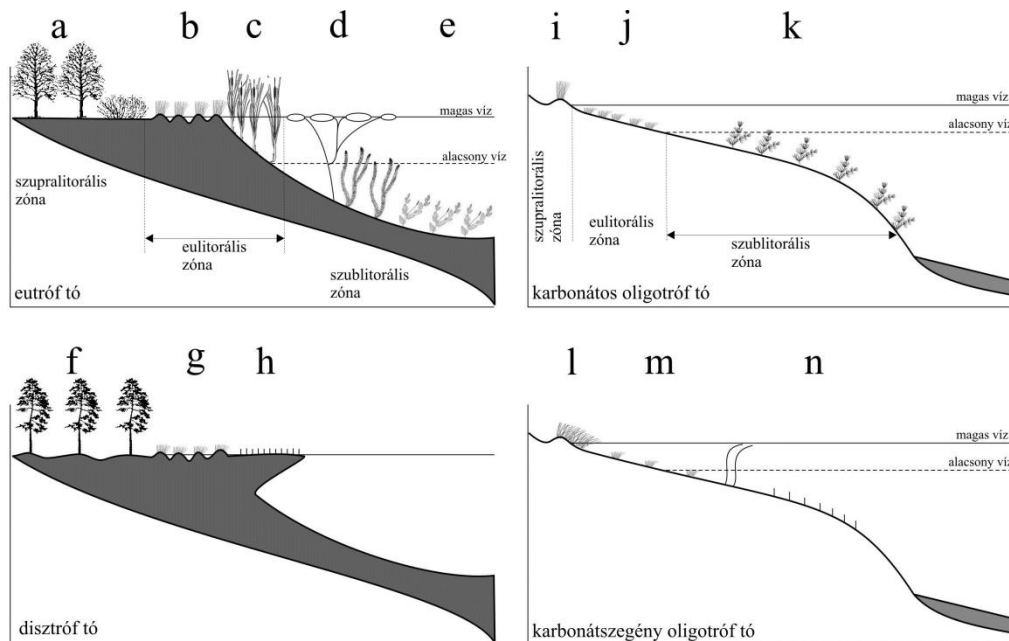 a b c d e
magas víz
alacsony víz
szupralitorális
zóna
eulitorális
zóna
szublitorális
zóna
eutróf tó
i j k
magas víz
alacsony víz
szupralitorális
zóna
eulitorális
zóna
szublitorális
zóna
karbonátos oligotróf tó
f g h
disztróf tó
l m n
magas víz
alacsony víz
karbonátszegény oligotróf tó